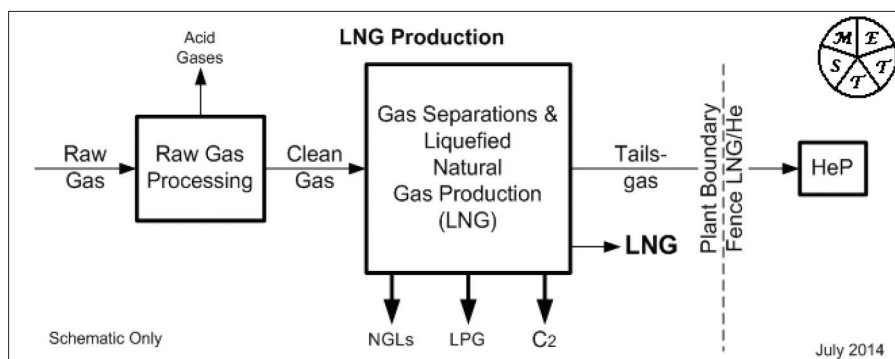 LNG Production
Acid
Gases
Raw
Gas
Raw Gas
Processing
Clean
Gas
Gas Separations &
Liquefied
Natural
Gas Production
(LNG)
Tails-
gas
Plant Boundary
Fence LNG/He
HeP
LNG
NGLs
LPG
C2
M E T T S
Schematic Only
July 2014